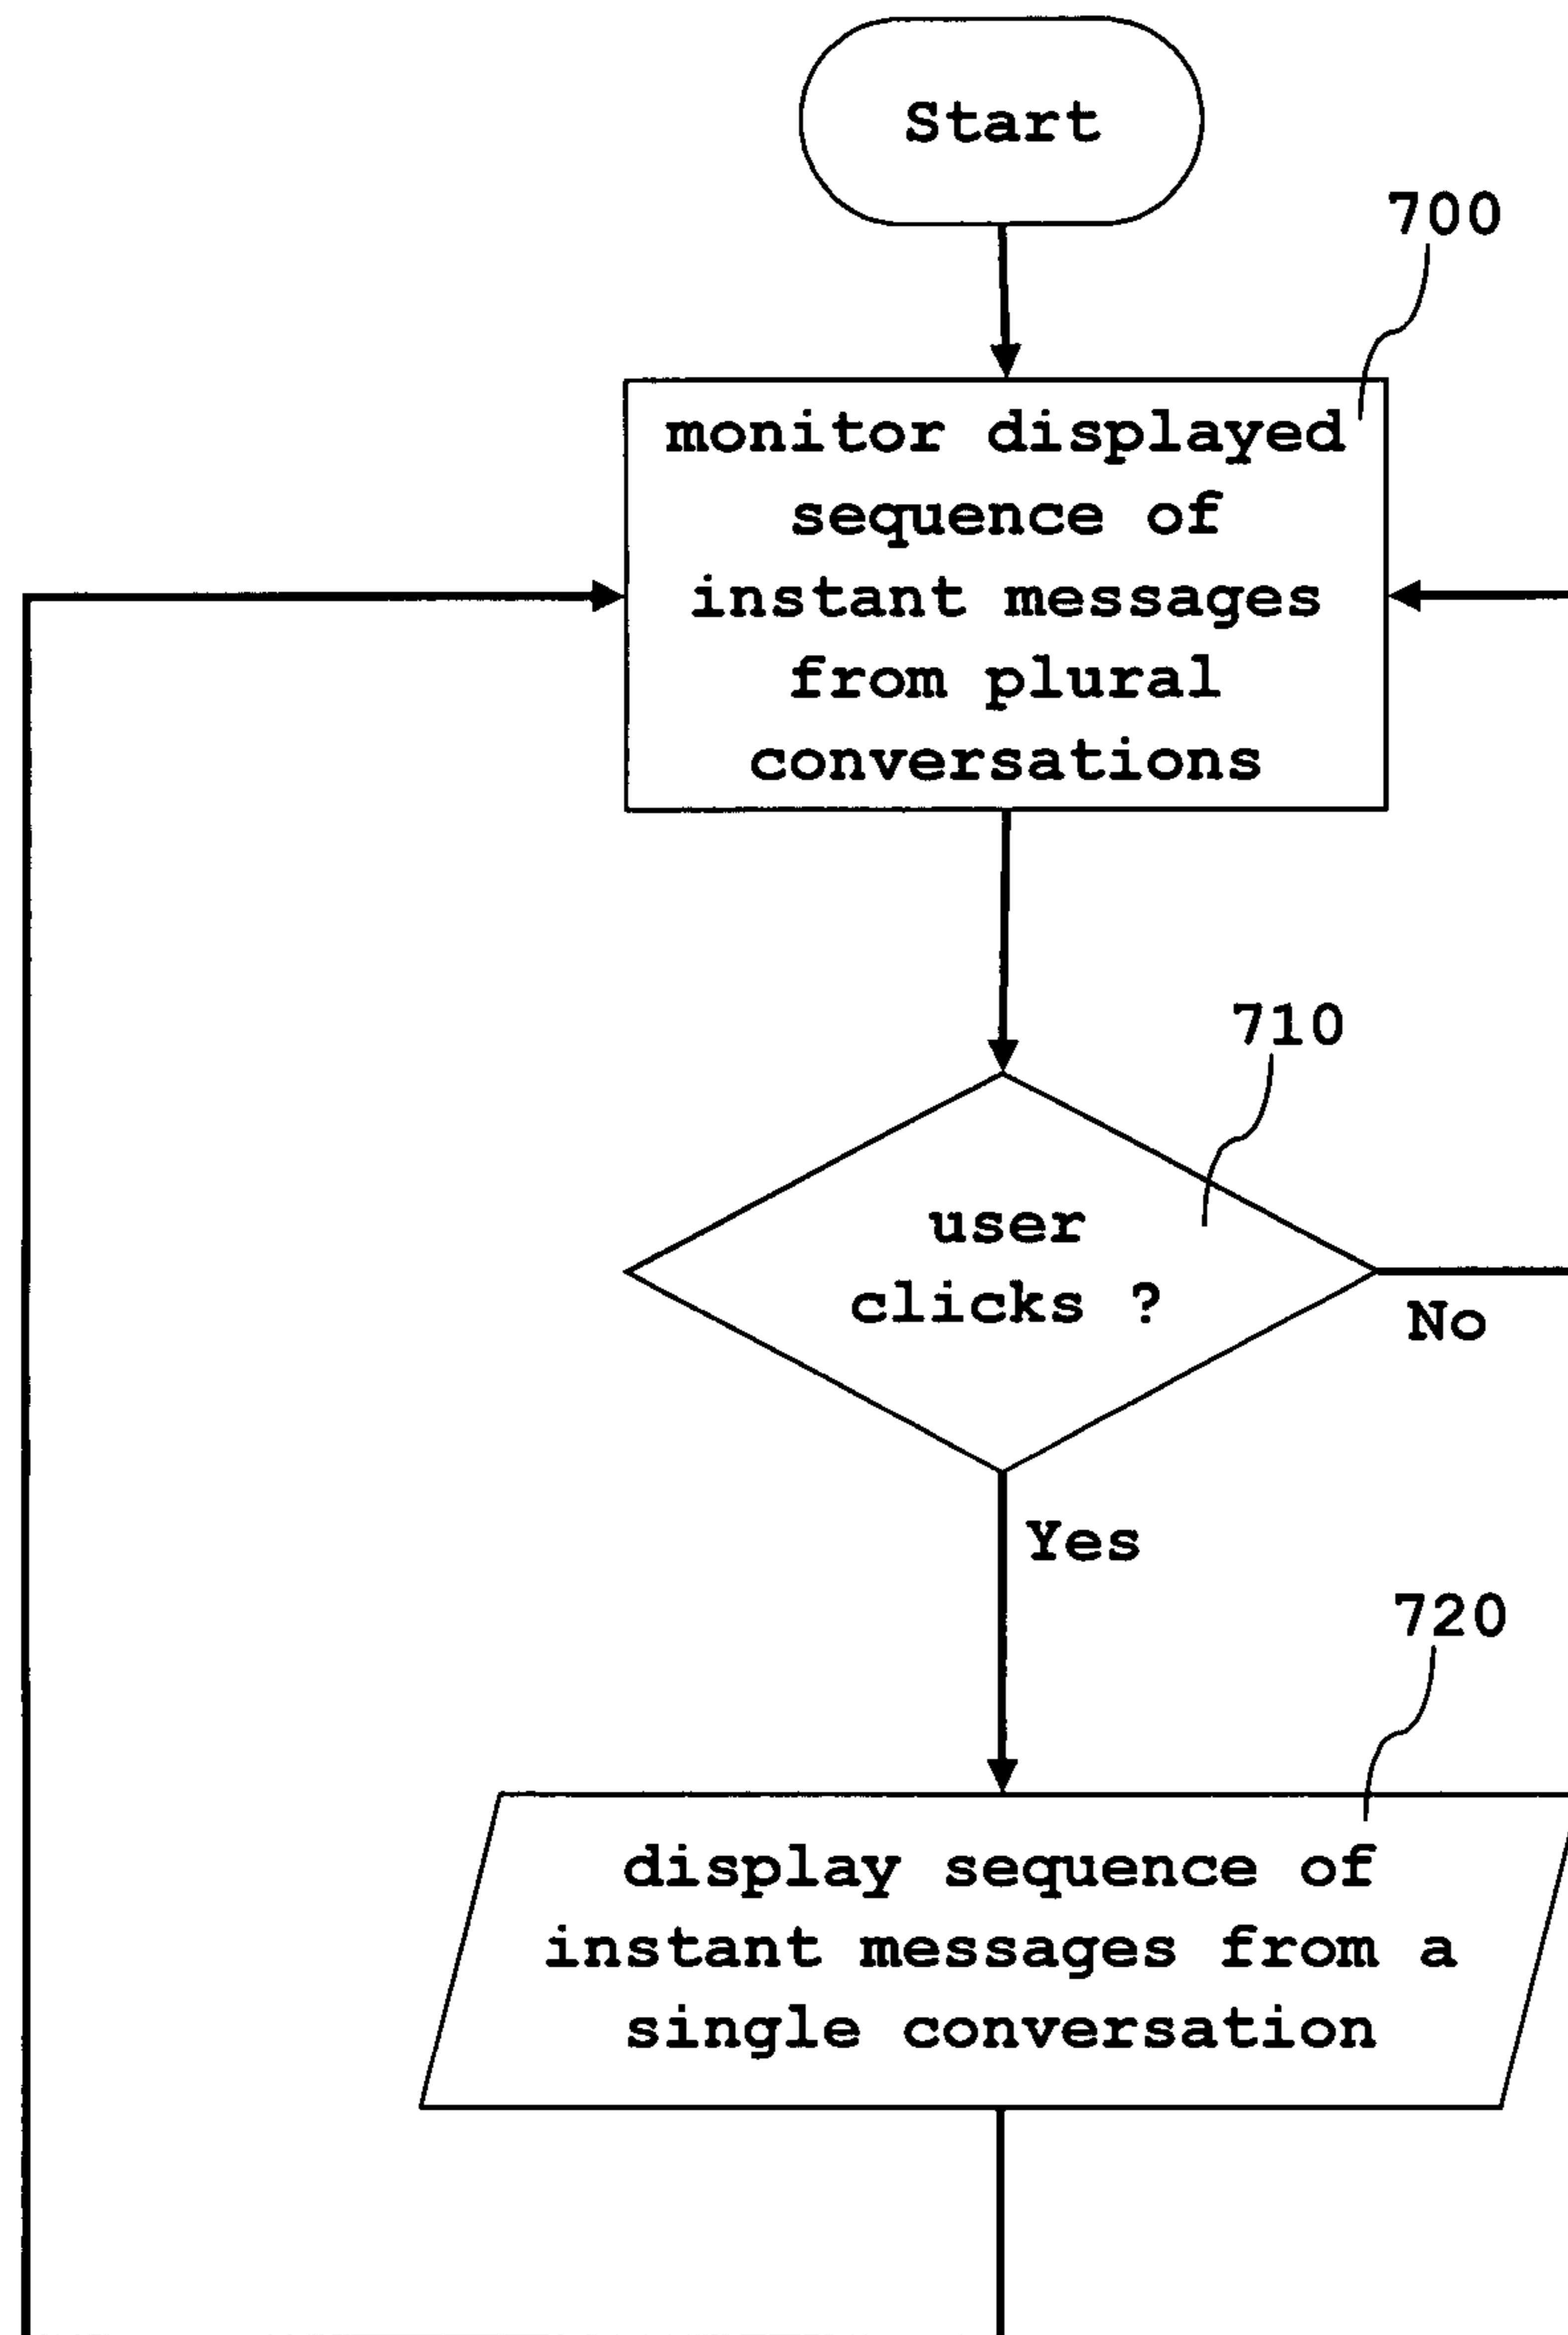 Start
700
monitor displayed
sequence of
instant messages
from plural
conversations
710
user
clicks ?
No
Yes
720
display sequence of
instant messages from a
single conversation